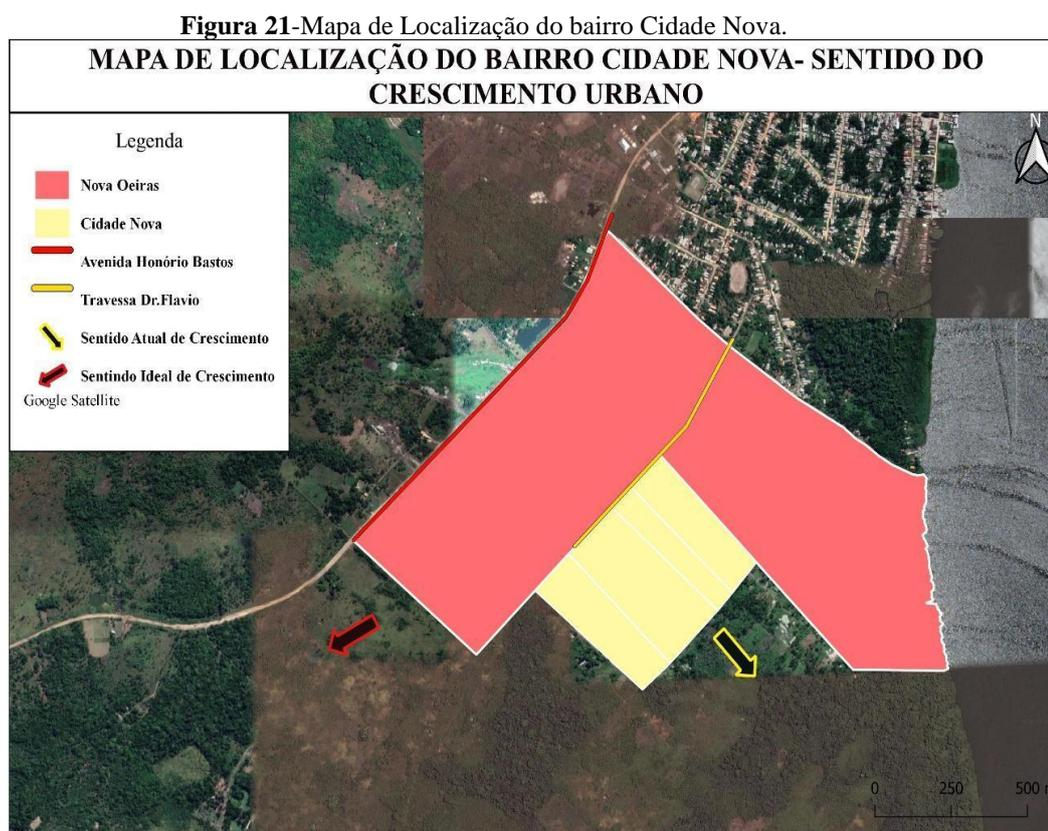 Figura 21-Mapa de Localização do bairro Cidade Nova.
MAPA DE LOCALIZAÇÃO DO BAIRRO CIDADE NOVA- SENTIDO DO
CRESCIMENTO URBANO
Legenda
Nova Oeiras
Cidade Nova
Avenida Honório Bastos
Travessa Dr.Flavio
Sentido Atual de Crescimento
Sentindo Ideal de Crescimento
Google Satellite
N
0 250 500 m